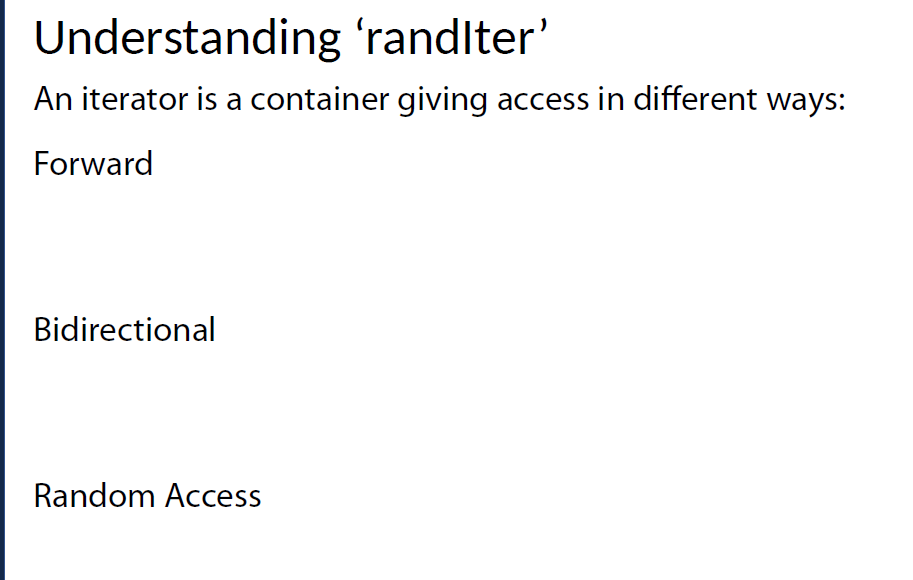 Understanding ‘randIter’
An iterator is a container giving access in different ways:
Forward
Bidirectional
Random Access